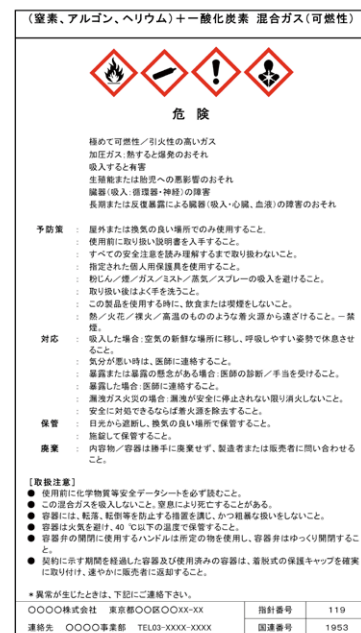 (窒素、アルゴン、ヘリウム)＋一酸化炭素 混合ガス(可燃性)
危 険
極めて可燃性／引火性の高いガス
加圧ガス:熱すると爆発のおそれ
吸入すると有害
生殖能または胎児への悪影響のおそれ
臓器(吸入:循環器・神経)の障害
長期または反復暴露による臓器(吸入・心臓、血液)の障害のおそれ
予防策 : 屋外または換気の良い場所でのみ使用すること。
: 使用前に取り扱い説明書を入手すること。
: すべての安全注意を読み理解するまで取り扱わないこと。
: 指定された個人用保護具を使用すること。
: 粉じん／煙／ガス／ミスト／蒸気／スプレーの吸入を避けること。
: 取り扱い後はよく手を洗うこと。
: この製品を使用する時に、飲食または喫煙をしないこと。
: 熱／火花／裸火／高温のもののような着火源から遠ざけること。－禁
煙。
対応 : 吸入した場合:空気の新鮮な場所に移し、呼吸しやすい姿勢で休息させ
ること。
: 気分が悪い時は、医師に連絡すること。
: 暴露または暴露の懸念がある場合:医師の診断／手当を受けること。
: 暴露した場合:医師に連絡すること。
: 漏洩ガス火災の場合:漏洩が安全に停止されない限り消火しないこと。
: 安全に対処できるならば着火源を除去すること。
保管 : 日光から遮断し、換気の良い場所で保管すること。
: 施錠して保管すること。
廃棄 : 内容物／容器は勝手に廃棄せず、製造者または販売者に問い合わせる
こと。
【取扱注意】
● 使用前に化学物質等安全データシートを必ず読むこと。
● この混合ガスを吸入しないこと。窒息により死亡することがある。
● 容器には、転落、転倒等を防止する措置を講じ、かつ粗暴な扱いをしないこと。
● 容器は火気を避け、40 ℃以下の温度で保管すること。
● 容器弁の開閉に使用するハンドルは所定の物を使用し、容器弁はゆっくり開閉するこ
と。
● 契約に示す期間を経過した容器及び使用済みの容器は、着脱式の保護キャップを確実
に取り付け、速やかに販売者に返却すること。
＊異常が生じたときは、下記にご連絡下さい。
〇〇〇〇株式会社 東京都〇〇区〇〇XX-XX 指針番号 119
連絡先 〇〇〇〇事業部 TEL03-XXXX-XXXX 国連番号 1953